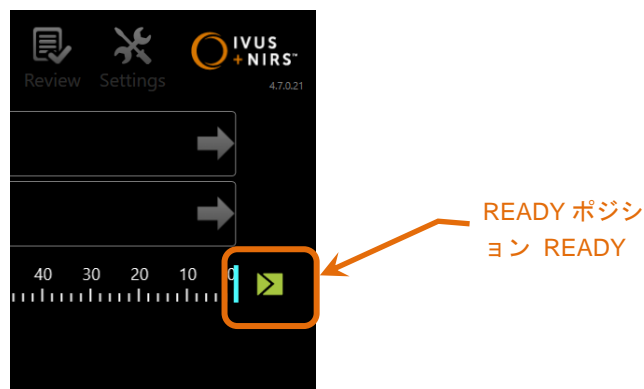 IVUS
+NIRS™
Review Settings
4.7.0.21
READY ポジシ
ョン READY
40 30 20 10 0